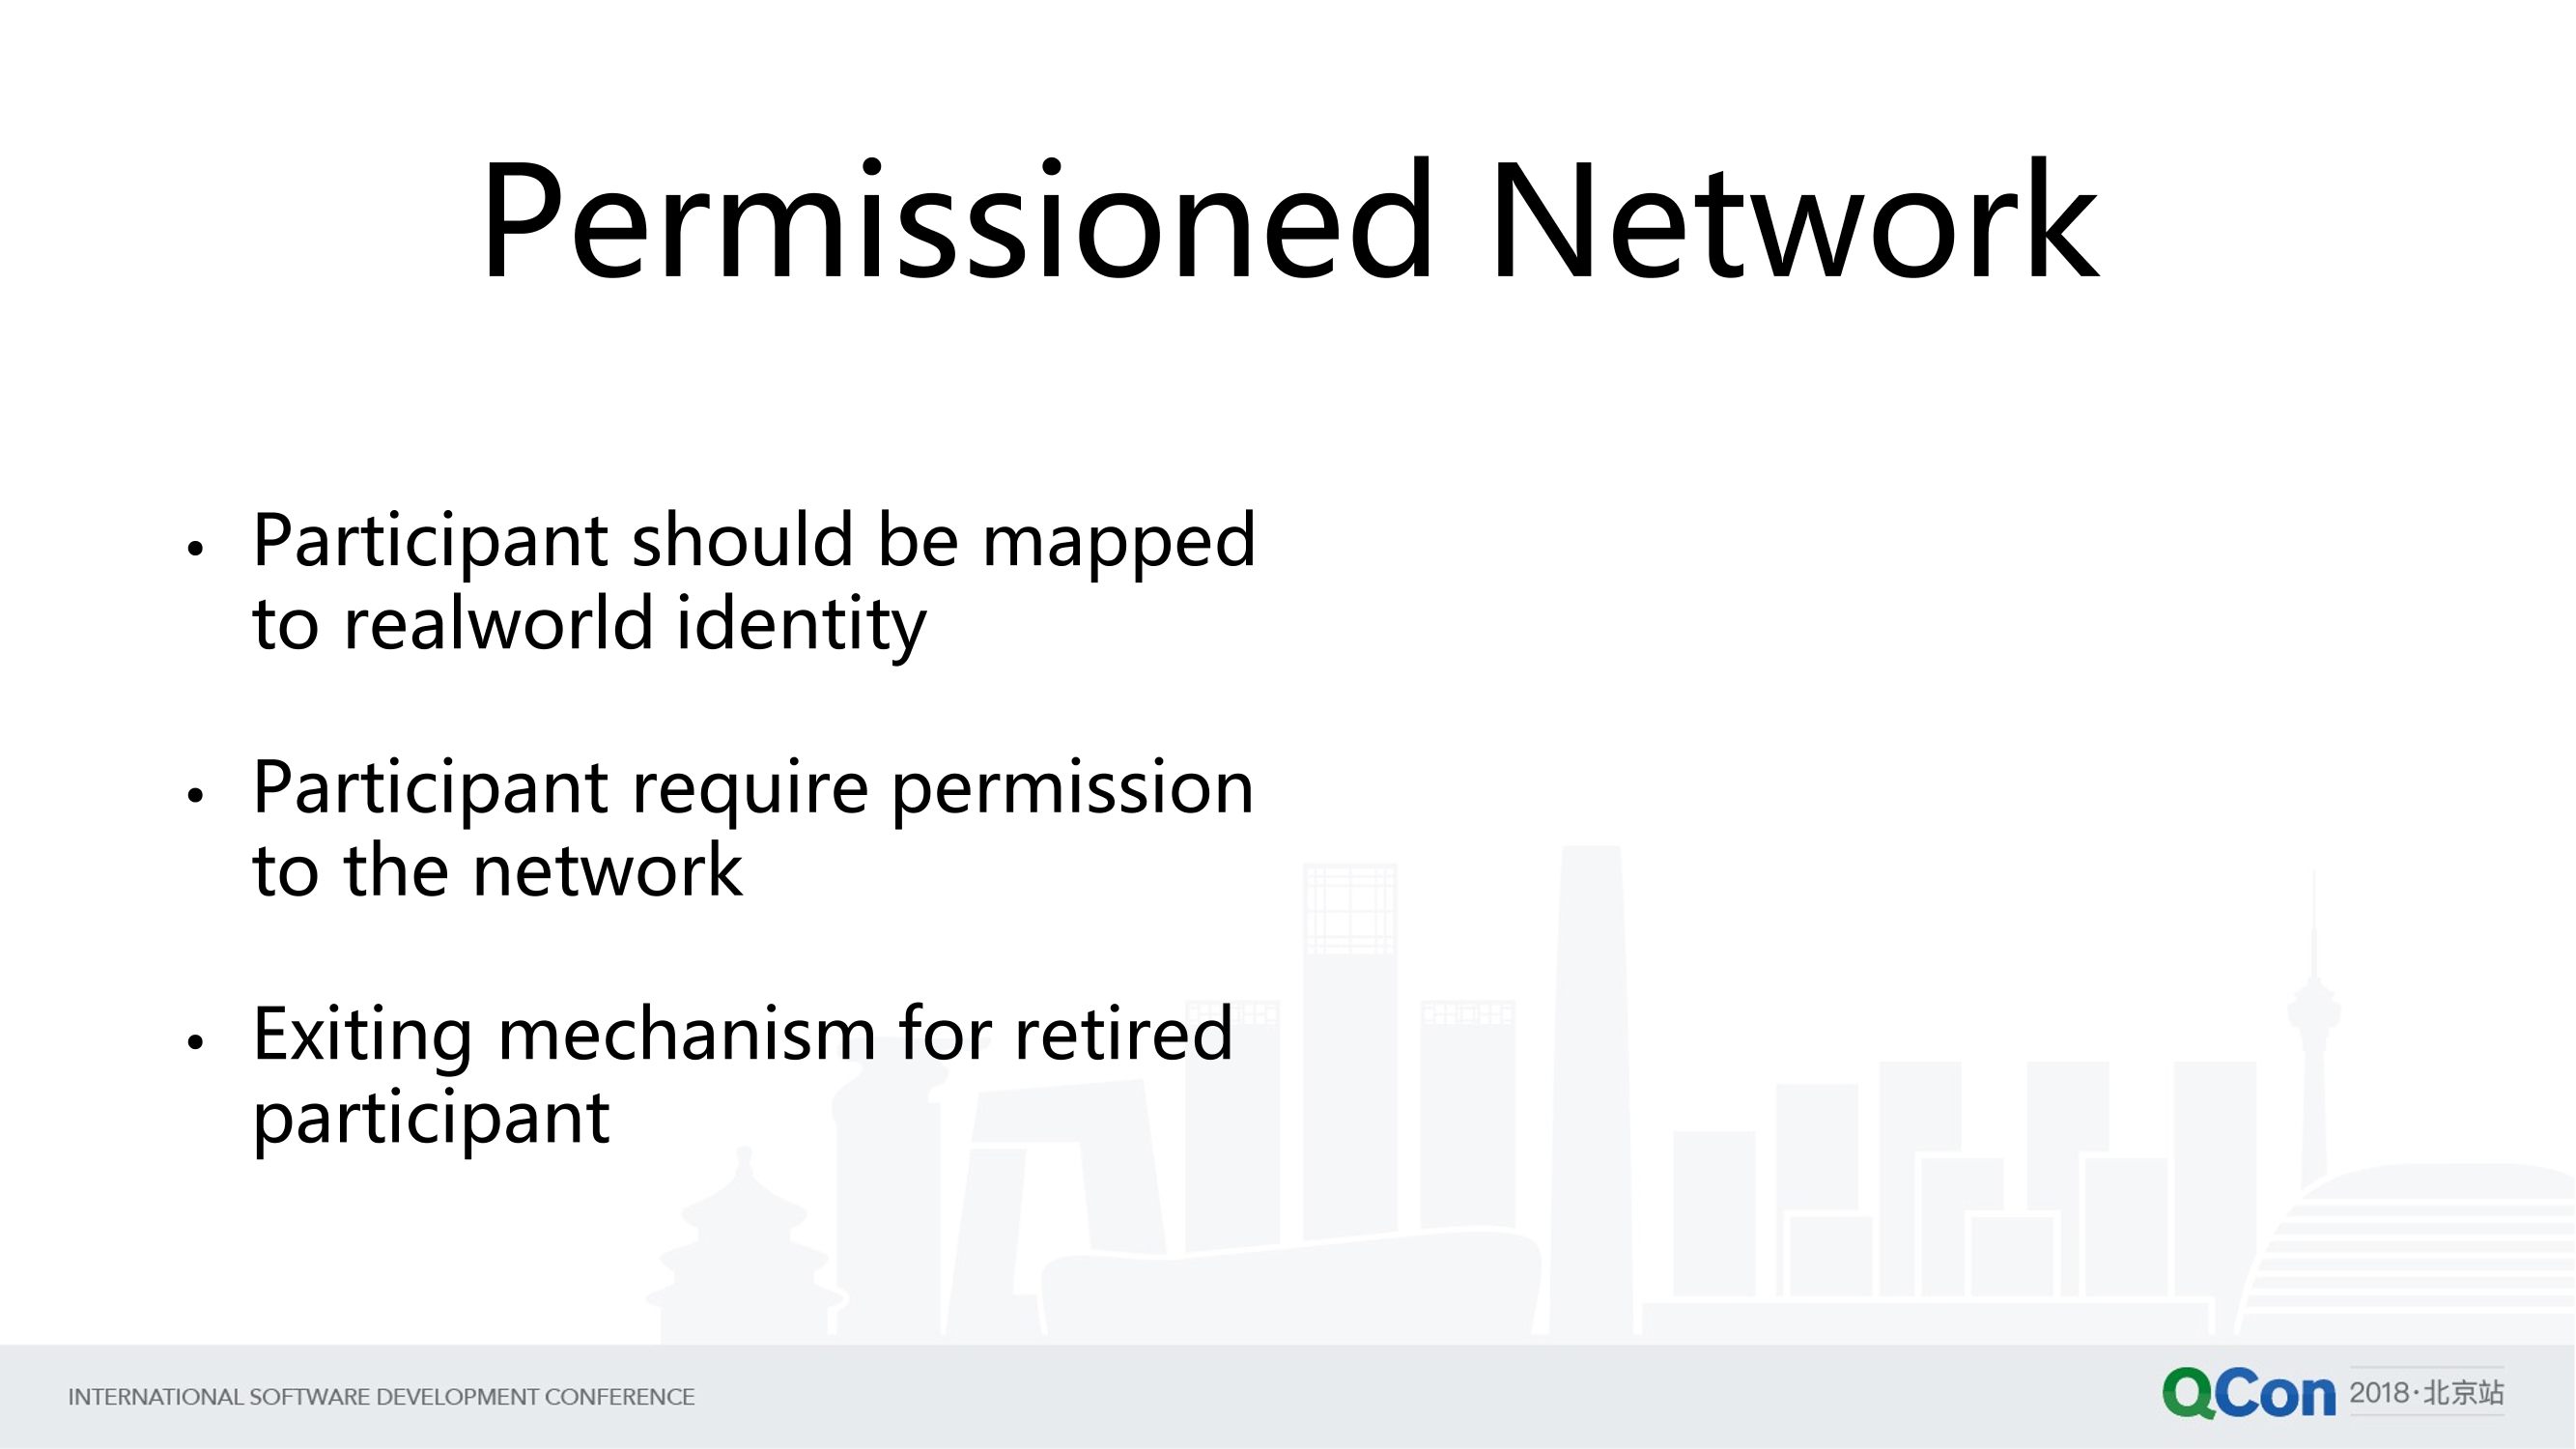 Permissioned Network
• Participant should be mapped
to realworld identity
• Participant require permission
to the network
• Exiting mechanism for retired
participant
INTERNATIONAL SOFTWARE DEVELOPMENT CONFERENCE
QCon 2018·北京站